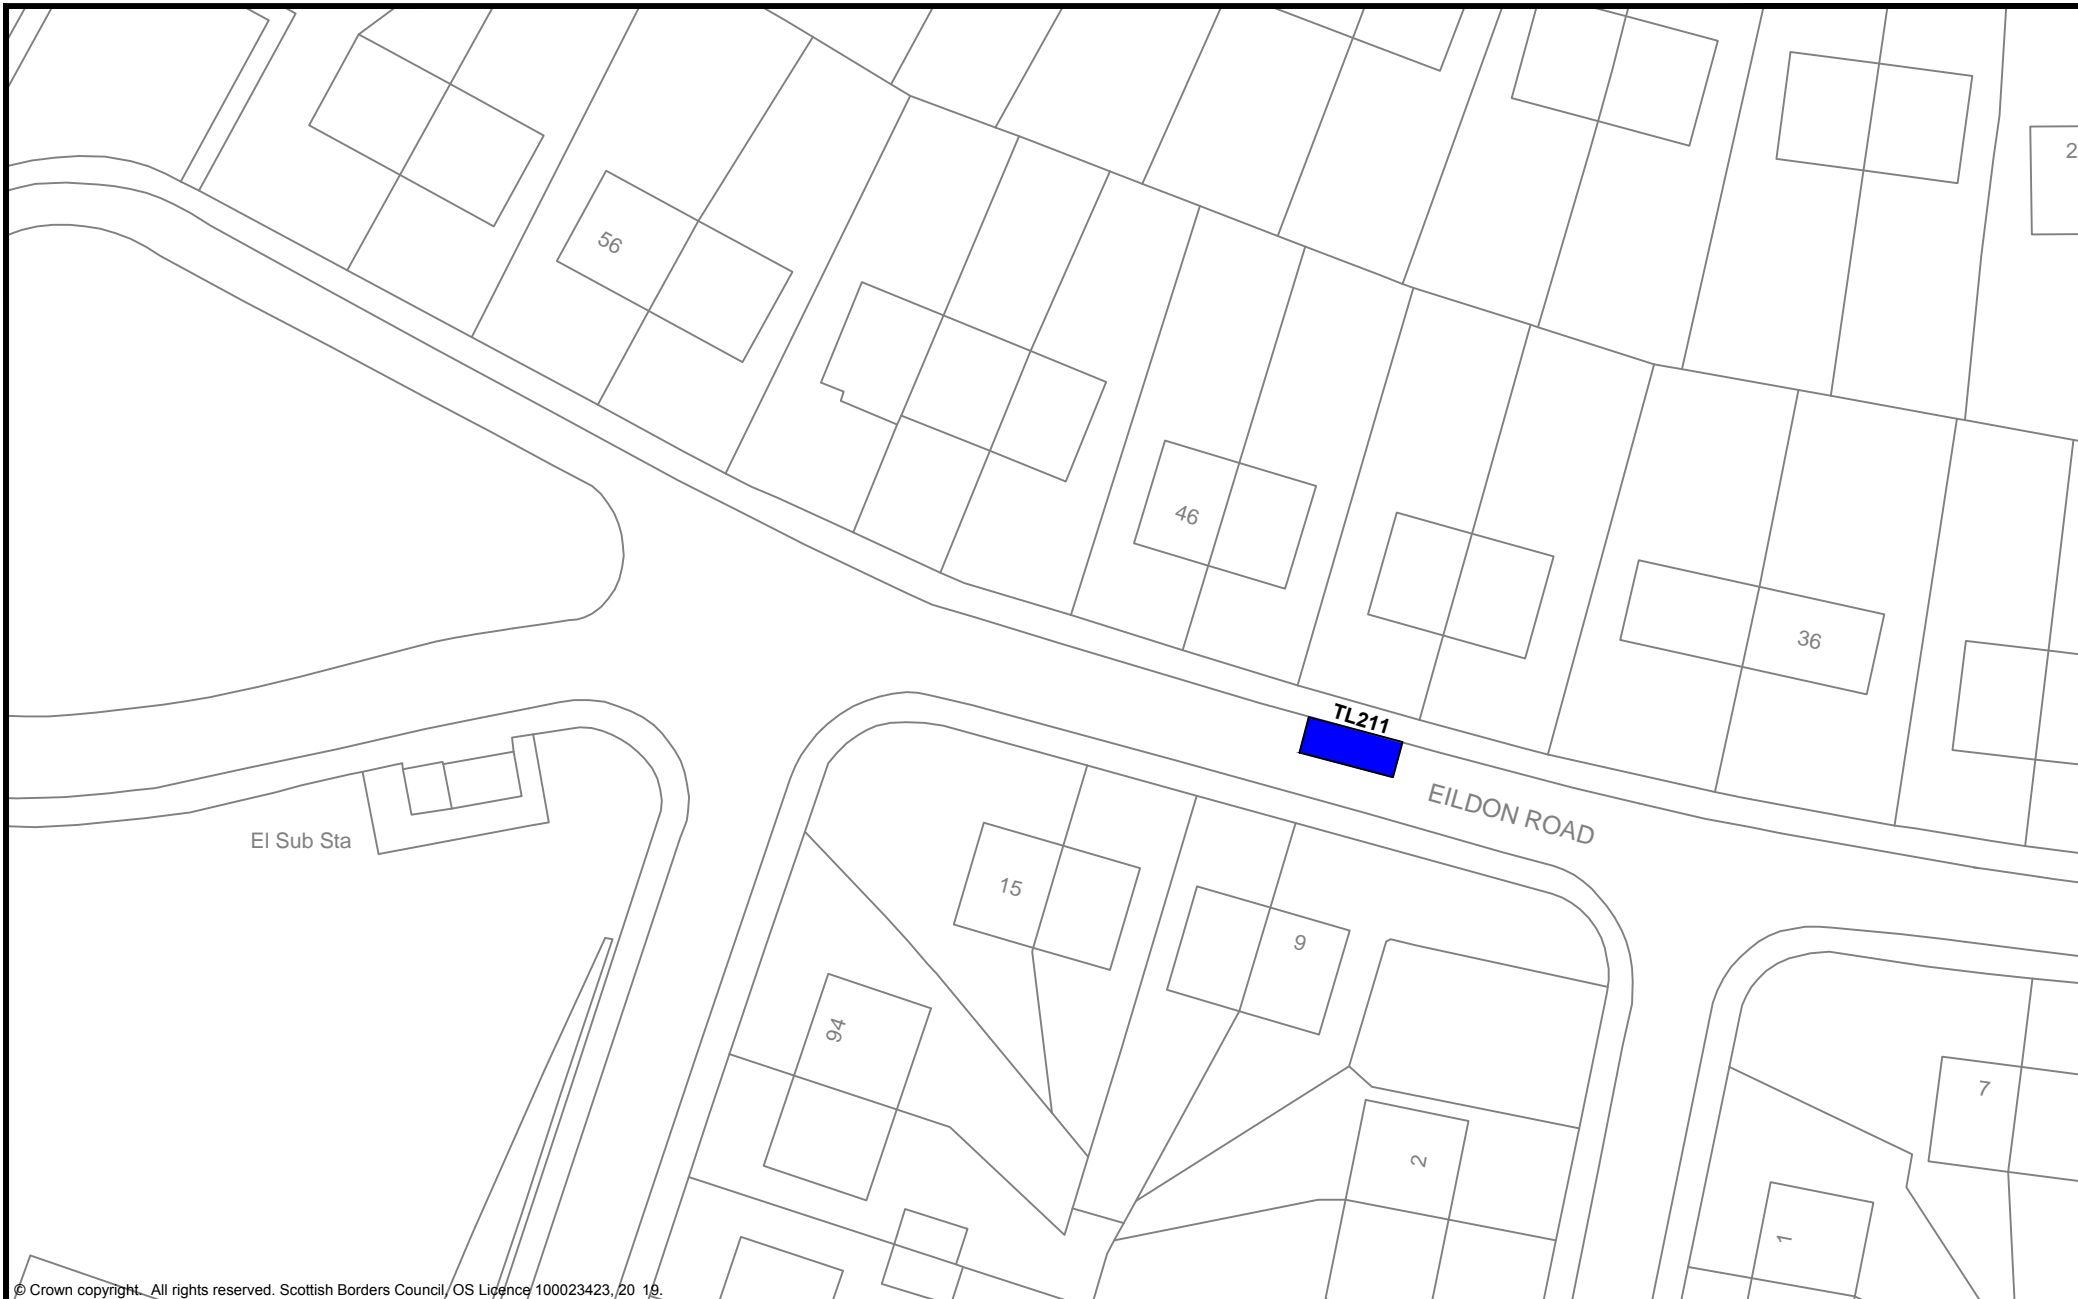 2
56
46
36
TL211
EILDON ROAD
El Sub Sta
15
9
94
7
2
1
© Crown copyright. All rights reserved. Scottish Borders Council, OS Licence 100023423, 20 19.